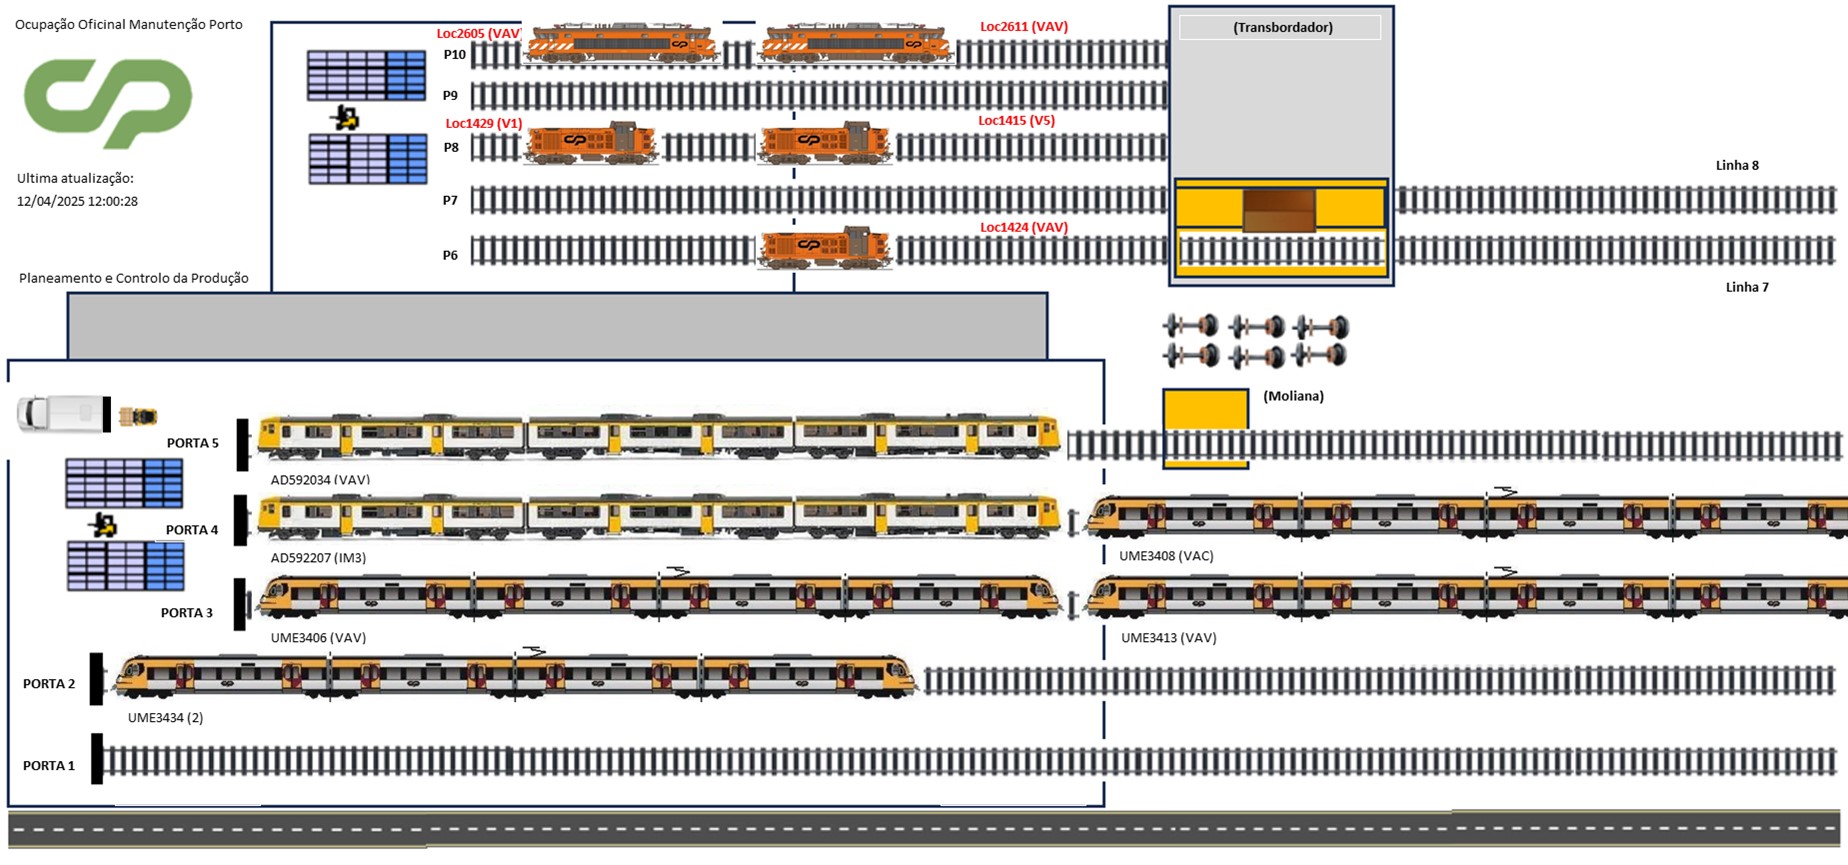 Ocupação Oficinal Manutenção Porto
CP
Ultima atualização:
12/04/2025 12:00:28
Planeamento e Controlo da Produção
Loc2605 (VAV)
Loc2611 (VAV)
P10
P9
Loc1429 (V1)
Loc1415 (V5)
P8
P7
Loc1424 (VAV)
P6
(Transbordador)
Linha 8
Linha 7
(Moliana)
PORTA 5
AD592034 (VAV)
PORTA 4
AD592207 (IM3)
UME3408 (VAC)
PORTA 3
UME3406 (VAV)
UME3413 (VAV)
PORTA 2
UME3434 (2)
PORTA 1